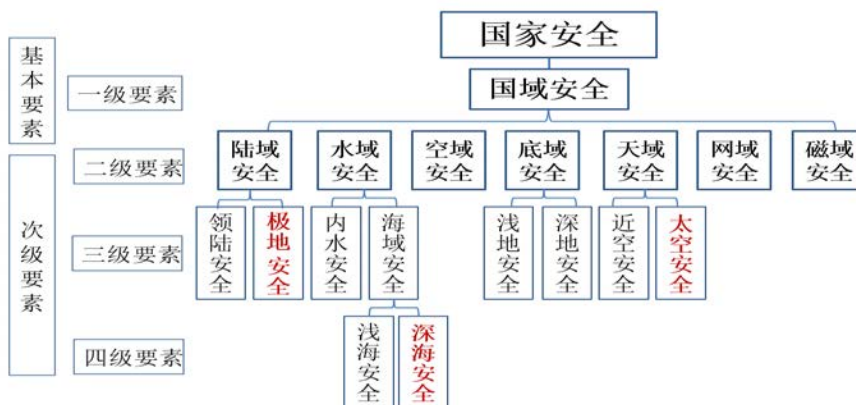 国家安全
基本要素
一级要素
国域安全
次级要素
二级要素
陆域安全
水域安全
空域安全
底域安全
天域安全
网域安全
磁域安全
三级要素
领陆安全
极地安全
内水安全
海域安全
浅地安全
深地安全
近空安全
太空安全
四级要素
浅海安全
深海安全